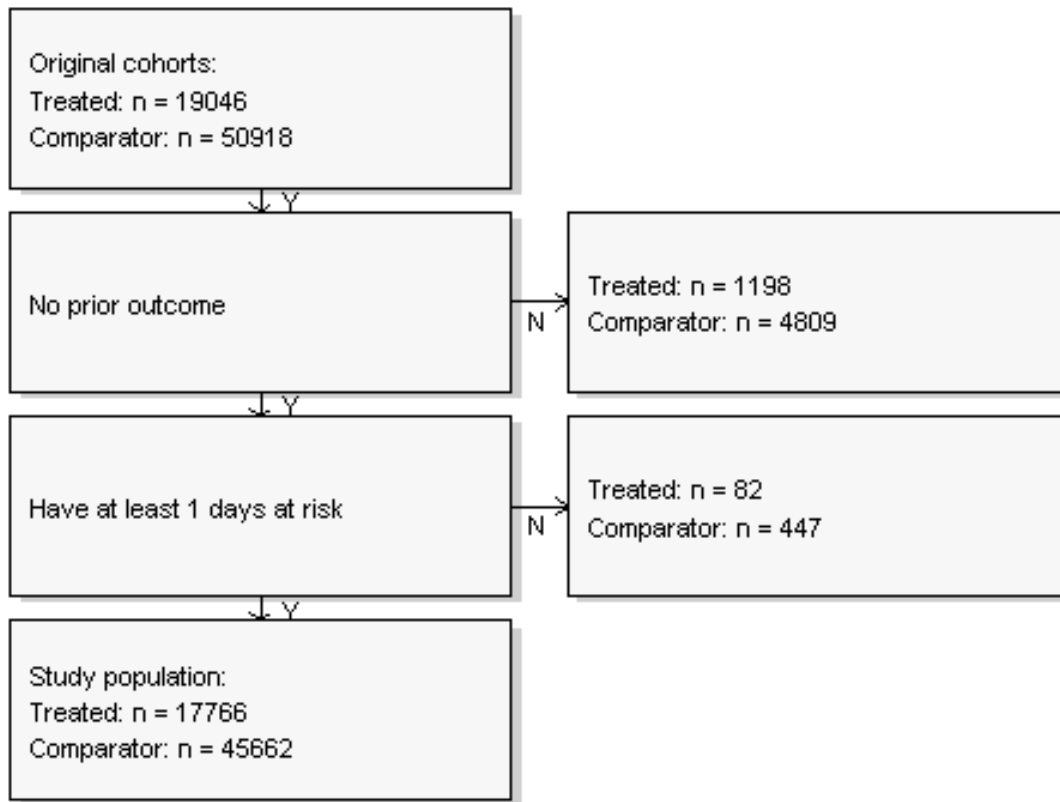 Original cohorts:
Treated: n = 19046
Comparator: n = 50918
Y
No prior outcome
N
Treated: n = 1198
Comparator: n = 4809
Y
Have at least 1 days at risk
N
Treated: n = 82
Comparator: n = 447
Y
Study population:
Treated: n = 17766
Comparator: n = 45662